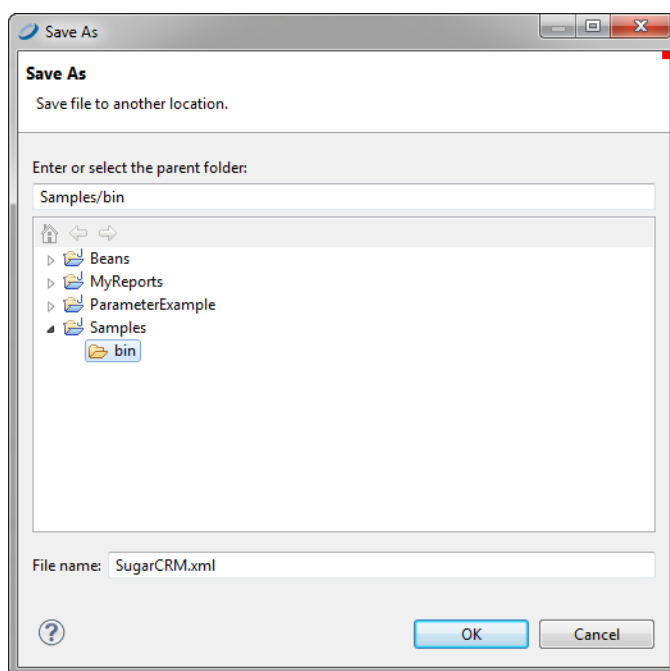 Save As
Save As
Save file to another location.
Enter or select the parent folder:
Samples/bin
Beans
MyReports
ParameterExample
Samples
bin
File name: SugarCRM.xml
? OK Cancel